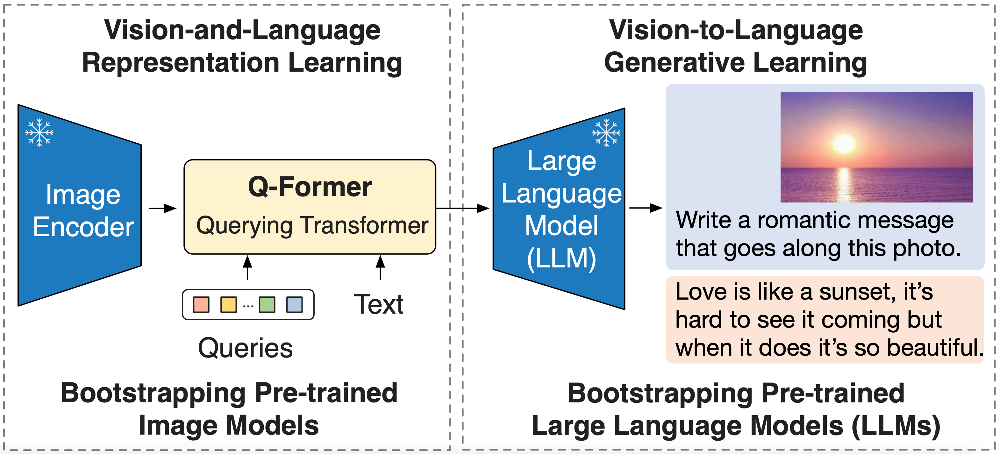 Vision-and-Language
Representation Learning
Image
Encoder
Q-Former
Querying Transformer
...
Queries
Text
Bootstrapping Pre-trained
Image Models
Vision-to-Language
Generative Learning
Large
Language
Model
(LLM)
Write a romantic message
that goes along this photo.
Love is like a sunset, it’s
hard to see it coming but
when it does it’s so beautiful.
Bootstrapping Pre-trained
Large Language Models (LLMs)